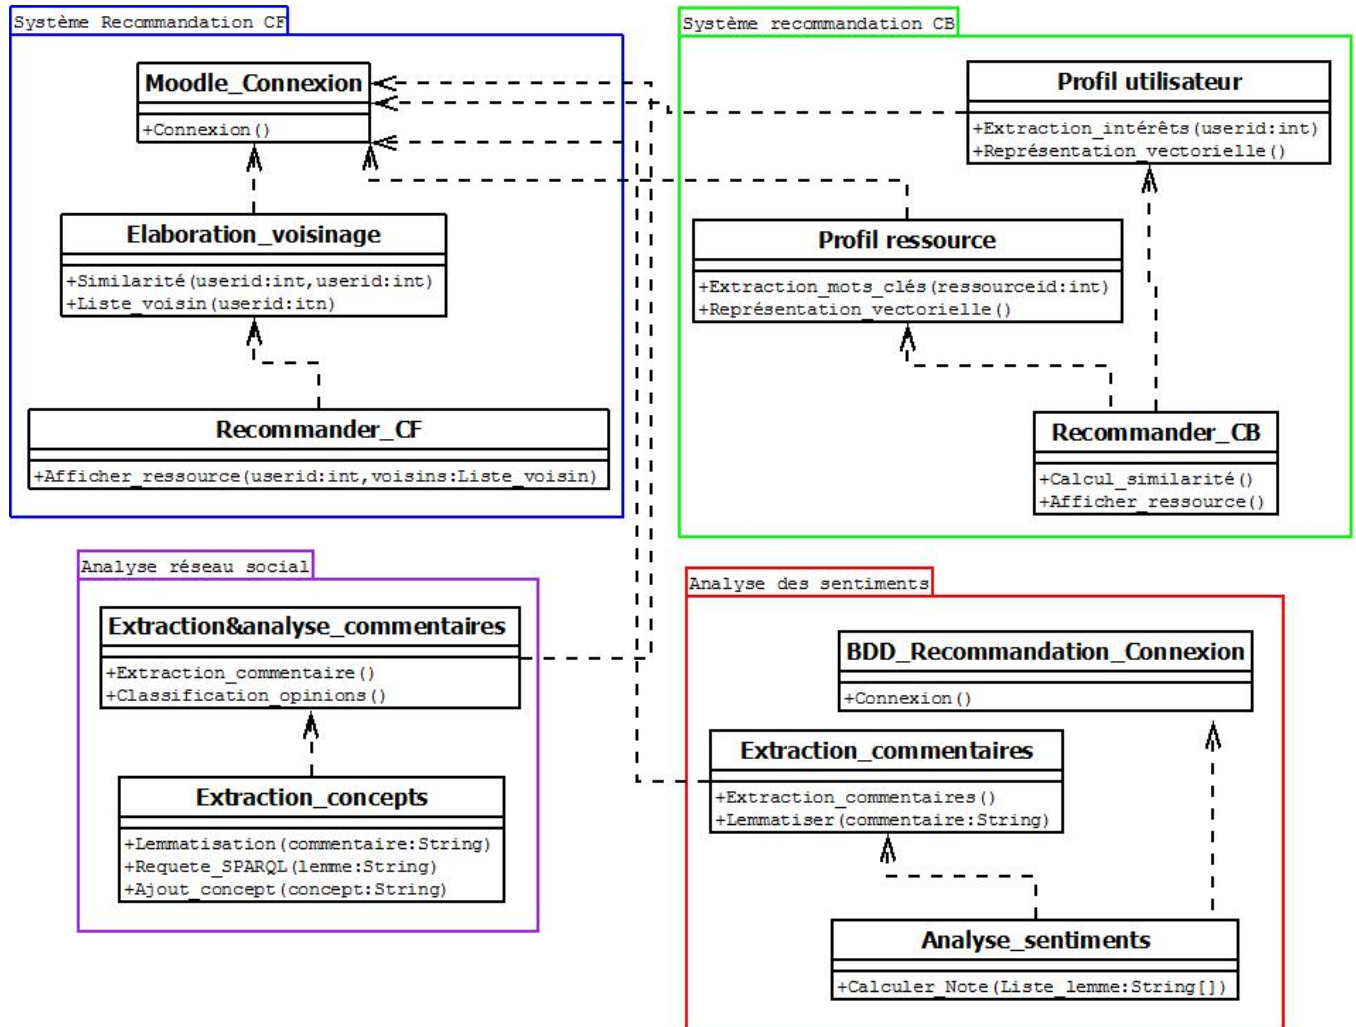 Système Recommandation CF
Moodle_Connexion
+Connexion()
Elaboration_voisinage
+Similarité(userid:int,userid:int)
+Liste_voisin(userid:itn)
Recommander_CF
+Afficher_ressource(userid:int,voisins:Liste_voisin)
Système recommandation CB
Profil utilisateur
+Extraction_intérêts(userid:int)
+Représentation_vectorielle()
Profil ressource
+Extraction_mots_clés(ressourceid:int)
+Représentation_vectorielle()
Recommander_CB
+Calcul_similarité()
+Afficher_ressource()
Analyse réseau social
Extraction&analyse_commentaires
+Extraction_commentaire()
+Classification_opinions()
Extraction_concepts
+Lemmatisation(commentaire:String)
+Requete_SPARQL(lemme:String)
+Ajout_concept(concept:String)
Analyse des sentiments
BDD_Recommandation_Connexion
+Connexion()
Extraction_commentaires
+Extraction_commentaires()
+Lemmatiser(commentaire:String)
Analyse_sentiments
+Calculer_Note(Liste_lemme:String[])